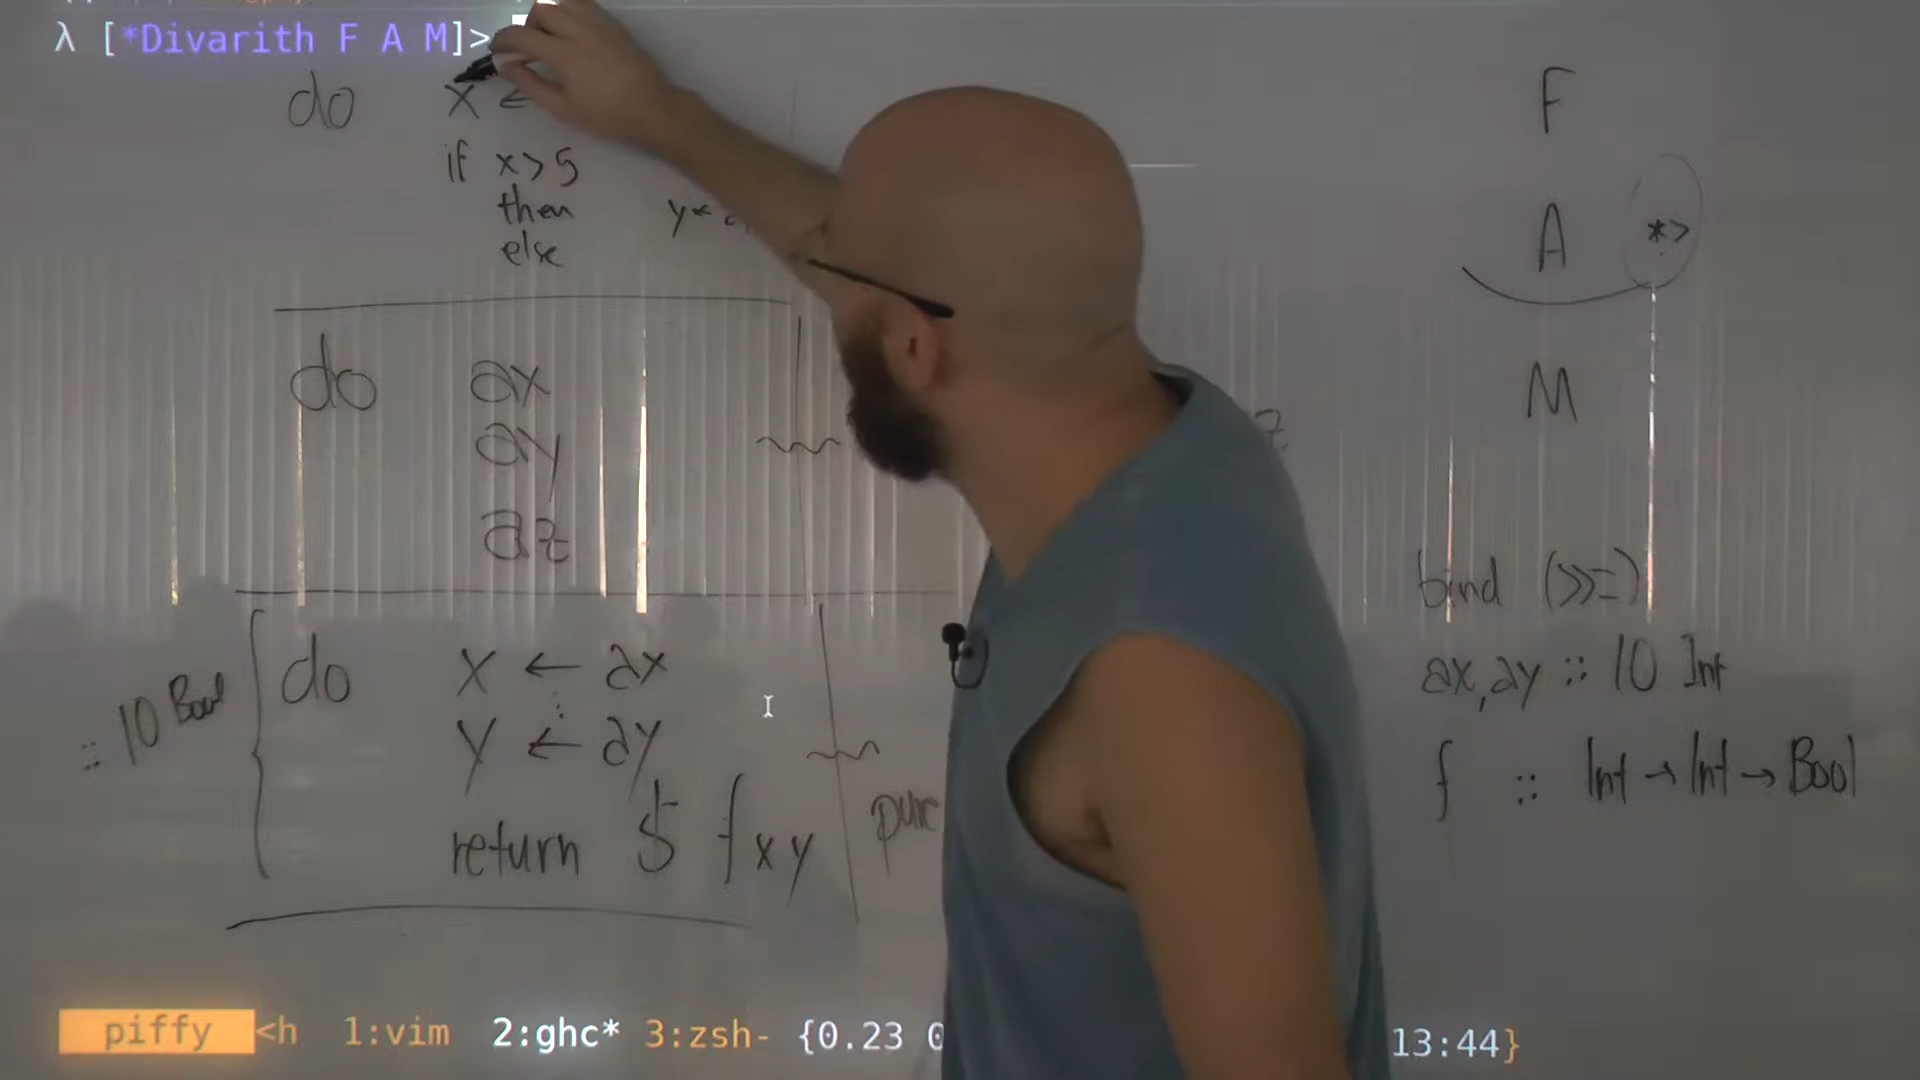 λ [*Divarith F A M]>
do x ←
if x > 5
then y ←
else
F
A *>
M
do ax
ay
az
z
bind (>>=)
ax, ay :: IO Int
f :: Int → Int → Bool
:: IO Bool
do x ← ax
y ← ay
return $ f x y
pure
piffy <h 1:vim 2:ghc* 3:zsh- {0.23 0 13:44}